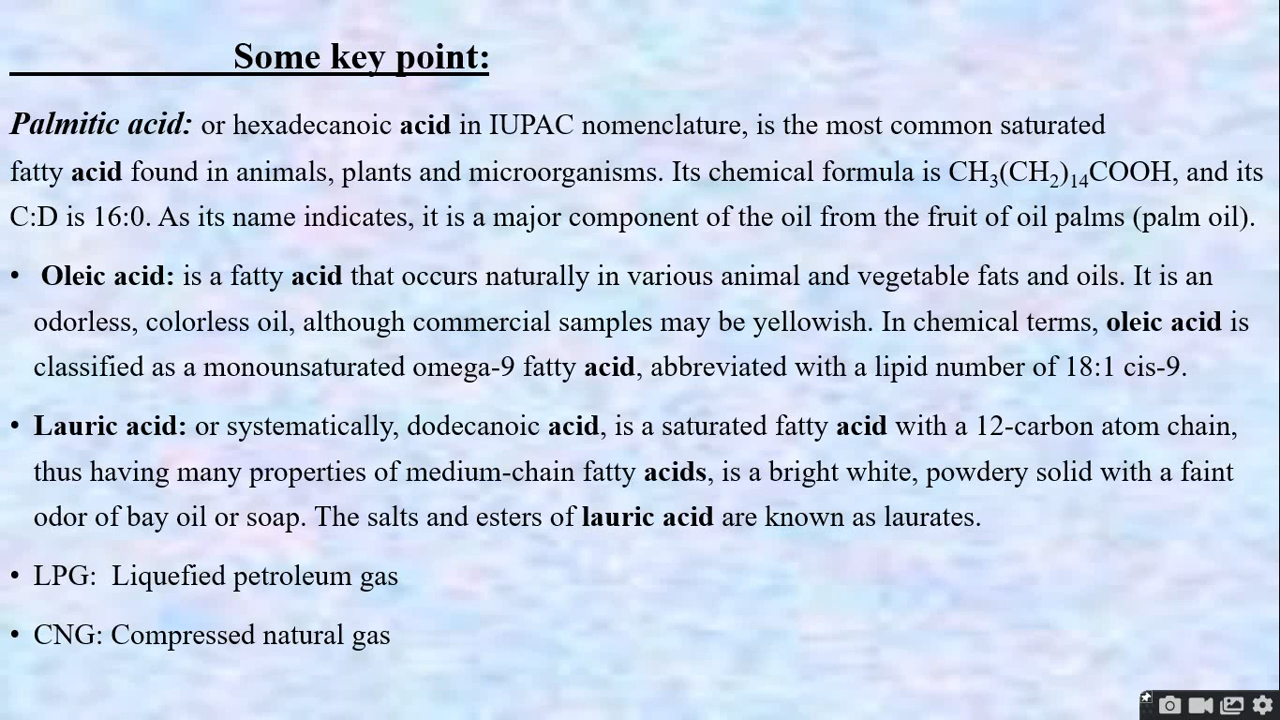 Some key point:
Palmitic acid: or hexadecanoic acid in IUPAC nomenclature, is the most common saturated
fatty acid found in animals, plants and microorganisms. Its chemical formula is CH₃(CH₂)₁₄COOH, and its
C:D is 16:0. As its name indicates, it is a major component of the oil from the fruit of oil palms (palm oil).
• Oleic acid: is a fatty acid that occurs naturally in various animal and vegetable fats and oils. It is an
odorless, colorless oil, although commercial samples may be yellowish. In chemical terms, oleic acid is
classified as a monounsaturated omega-9 fatty acid, abbreviated with a lipid number of 18:1 cis-9.
• Lauric acid: or systematically, dodecanoic acid, is a saturated fatty acid with a 12-carbon atom chain,
thus having many properties of medium-chain fatty acids, is a bright white, powdery solid with a faint
odor of bay oil or soap. The salts and esters of lauric acid are known as laurates.
• LPG: Liquefied petroleum gas
• CNG: Compressed natural gas